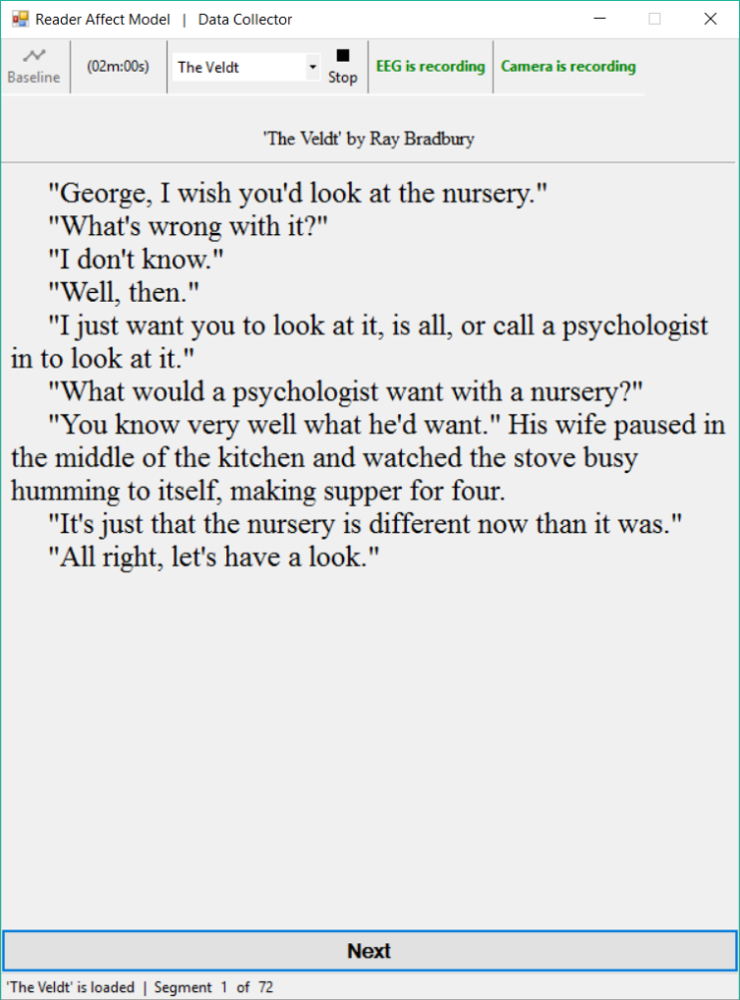 Reader Affect Model | Data Collector
Baseline
(02m:00s)
The Veldt
Stop
EEG is recording
Camera is recording
'The Veldt' by Ray Bradbury
"George, I wish you'd look at the nursery."
"What's wrong with it?"
"I don't know."
"Well, then."
"I just want you to look at it, is all, or call a psychologist
in to look at it."
"What would a psychologist want with a nursery?"
"You know very well what he'd want." His wife paused in
the middle of the kitchen and watched the stove busy
humming to itself, making supper for four.
"It's just that the nursery is different now than it was."
"All right, let's have a look."
Next
'The Veldt' is loaded | Segment 1 of 72